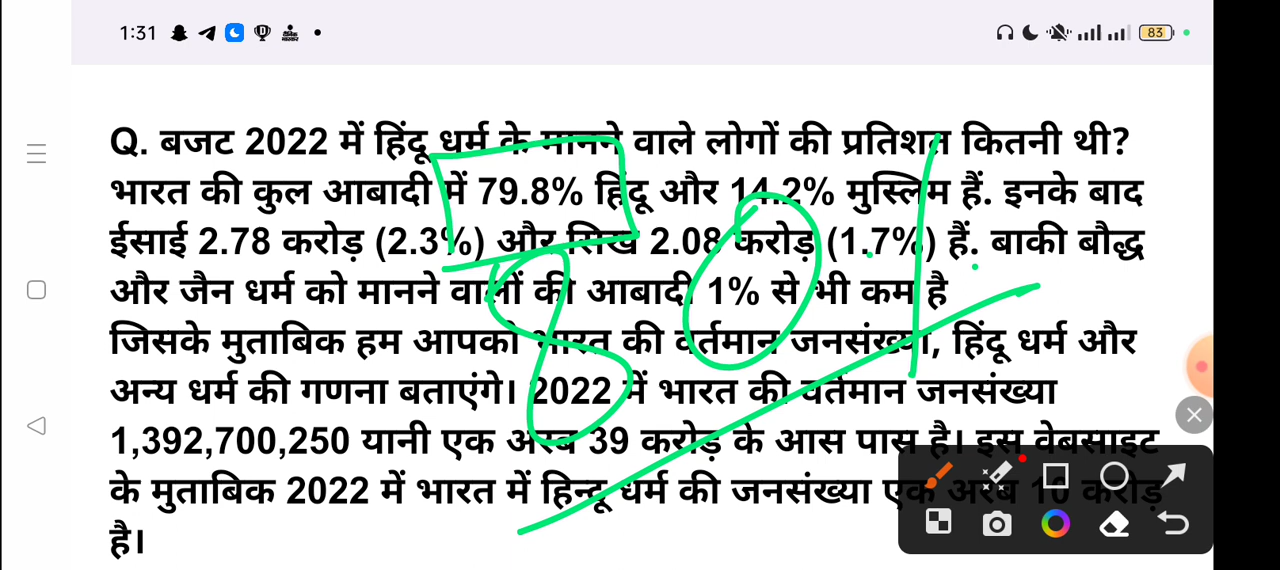 1:31
83
Q. बजट 2022 में हिंदू धर्म के मानने वाले लोगों की प्रतिशत कितनी थी?
भारत की कुल आबादी में 79.8% हिंदू और 14.2% मुस्लिम हैं. इनके बाद
ईसाई 2.78 करोड़ (2.3%) और सिख 2.08 करोड़ (1.7%) हैं. बाकी बौद्ध
और जैन धर्म को मानने वालों की आबादी 1% से भी कम है
जिसके मुताबिक हम आपको भारत की वर्तमान जनसंख्या, हिंदू धर्म और
अन्य धर्म की गणना बताएंगे। 2022 में भारत की वर्तमान जनसंख्या
1,392,700,250 यानी एक अरब 39 करोड़ के आस पास है। इस वेबसाइट
के मुताबिक 2022 में भारत में हिन्दू धर्म की जनसंख्या एक अरब 10 करोड़
है।
80